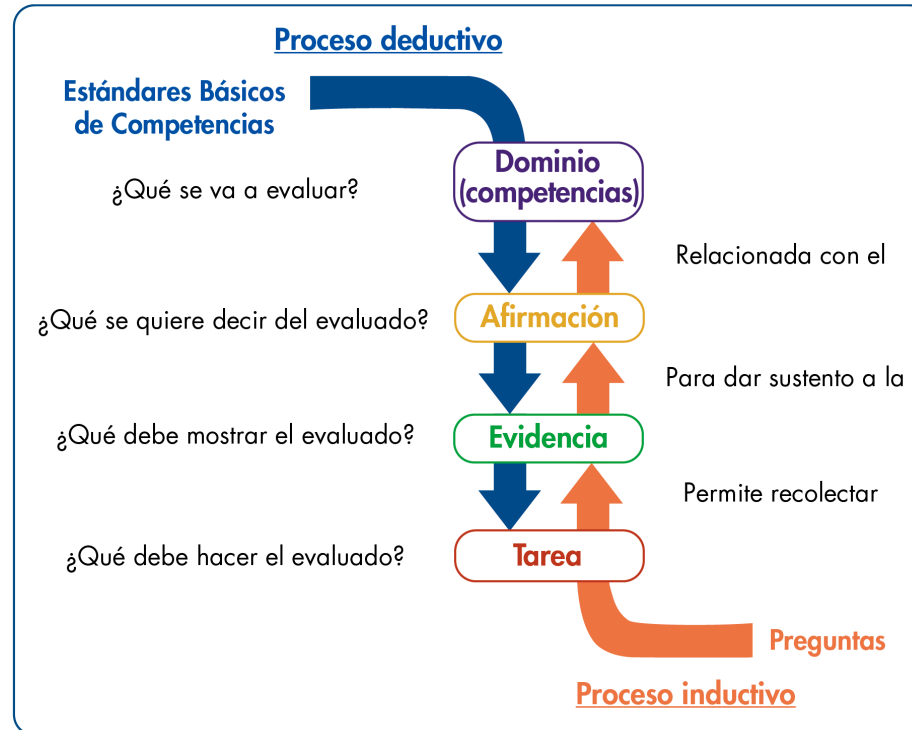 Proceso deductivo
Estándares Básicos
de Competencias
Dominio
(competencias)
¿Qué se va a evaluar?
Relacionada con el
Afirmación
¿Qué se quiere decir del evaluado?
Para dar sustento a la
Evidencia
¿Qué debe mostrar el evaluado?
Permite recolectar
Tarea
¿Qué debe hacer el evaluado?
Preguntas
Proceso inductivo